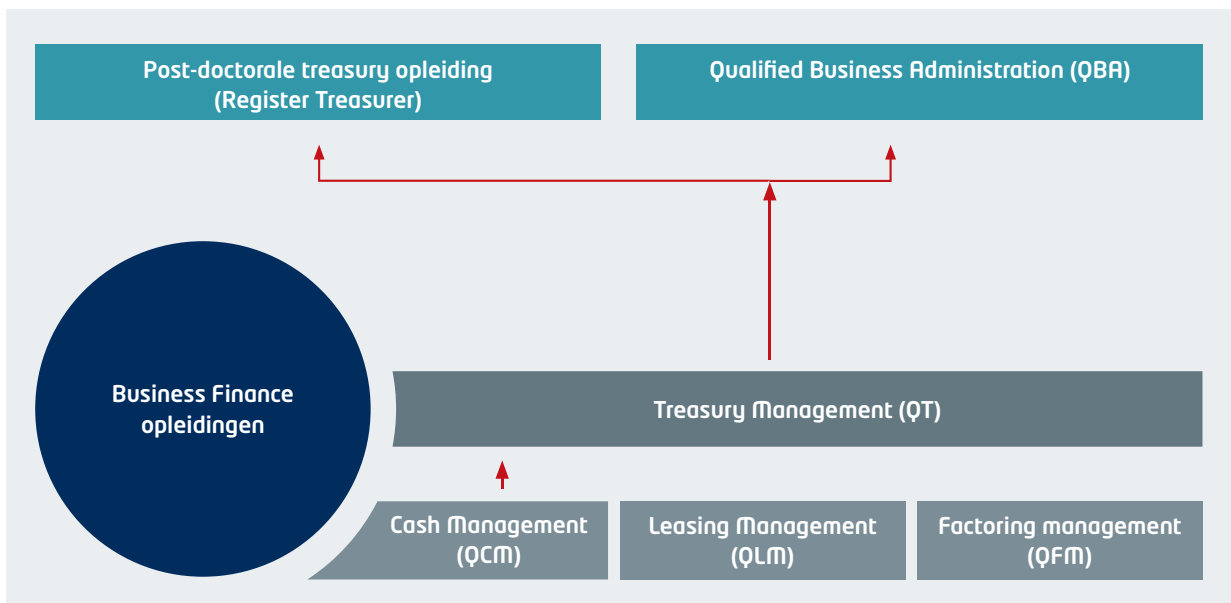 Post-doctorale treasury opleiding
(Register Treasurer)
Qualified Business Administration (QBA)
Business Finance
opleidingen
Treasury Management (QT)
Cash Management
(QCM)
Leasing Management
(QLM)
Factoring management
(QFM)